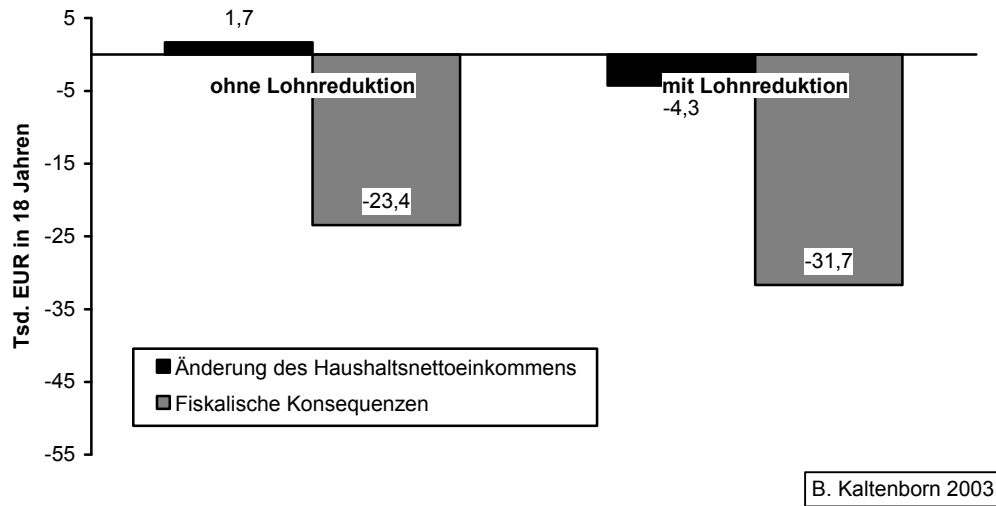 1,7
5
-5
-15
-25
-35
-45
-55
Tsd. EUR in 18 Jahren
ohne Lohnreduktion
mit Lohnreduktion
-4,3
-23,4
-31,7
Änderung des Haushaltsnettoeinkommens
Fiskalische Konsequenzen
B. Kaltenborn 2003